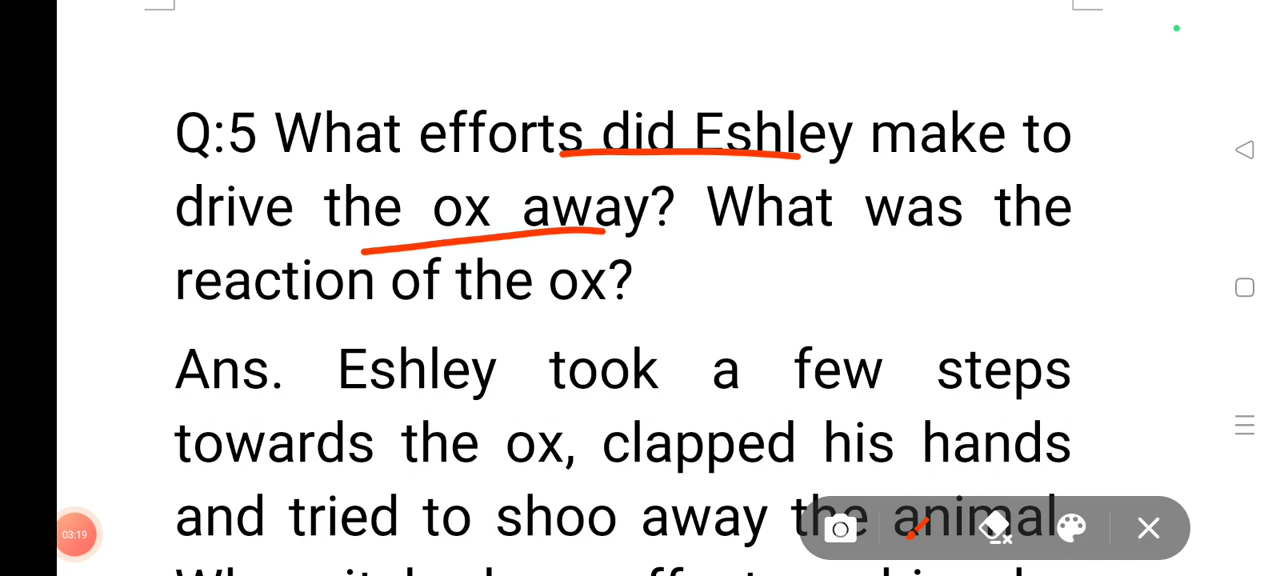 Q:5 What efforts did Eshley make to
drive the ox away? What was the
reaction of the ox?
Ans. Eshley took a few steps
towards the ox, clapped his hands
and tried to shoo away the animal.
03:19